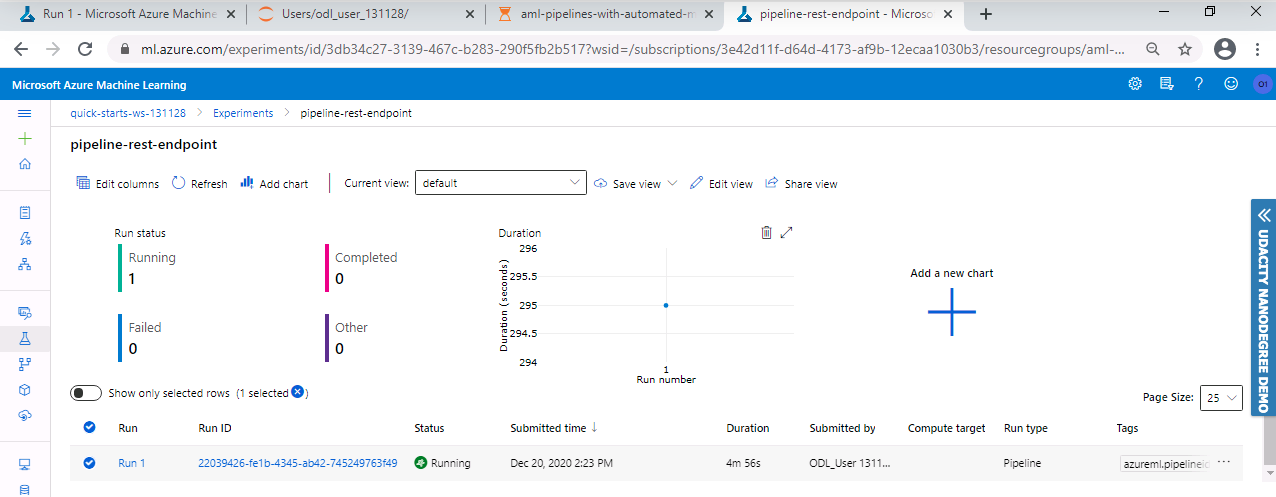 Run 1 - Microsoft Azure Machine
Users/odl_user_131128/
aml-pipelines-with-automated-m
pipeline-rest-endpoint - Microso
ml.azure.com/experiments/id/3db34c27-3139-467c-b283-290f5fb2b517?wsid=/subscriptions/3e42d11f-d64d-4173-af9b-12ecaa1030b3/resourcegroups/aml-...
Microsoft Azure Machine Learning
O1
quick-starts-ws-131128 > Experiments > pipeline-rest-endpoint
pipeline-rest-endpoint
Edit columns Refresh Add chart Current view: default Save view Edit view Share view
Run status
Running
1
Completed
0
Failed
0
Other
0
Duration
Duration (seconds)
296
295.5
295
294.5
294
1
Run number
Add a new chart
UDACITY NANODEGREE DEMO
Show only selected rows (1 selected)
Page Size: 25
Run Run ID Status Submitted time ↓ Duration Submitted by Compute target Run type Tags
Run 1 22039426-fe1b-4345-ab42-745249763f49 Running Dec 20, 2020 2:23 PM 4m 56s ODL_User 1311... Pipeline azureml.pipelineid ...